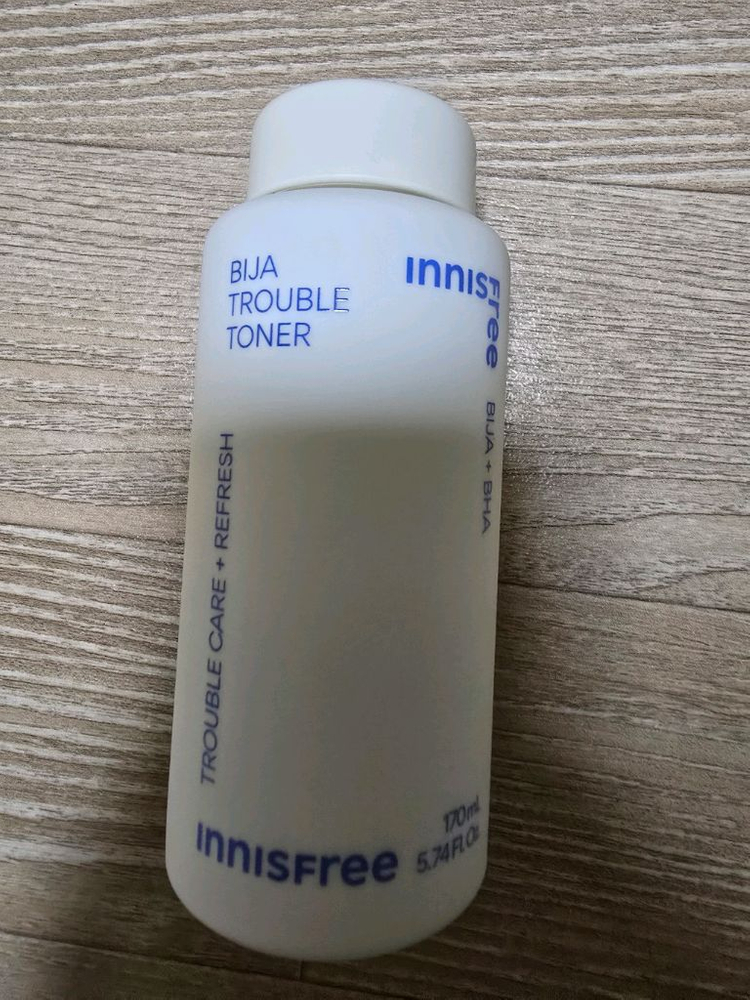 BIJA
TROUBLE
TONER
innisfree
BIJA + BHA
TROUBLE CARE + REFRESH
innisfree
170mL
5.74 FL.Oz.